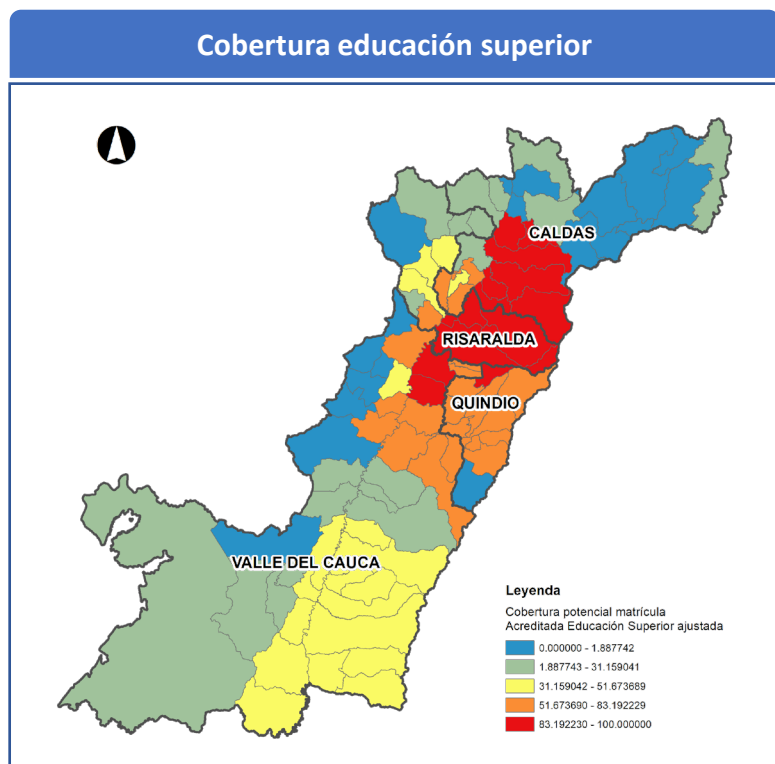 Cobertura educación superior
CALDAS
RISARALDA
QUINDIO
VALLE DEL CAUCA
Leyenda
Cobertura potencial matrícula
Acreditada Educación Superior ajustada
0.000000 - 1.887742
1.887743 - 31.159041
31.159042 - 51.673689
51.673690 - 83.192229
83.192230 - 100.000000